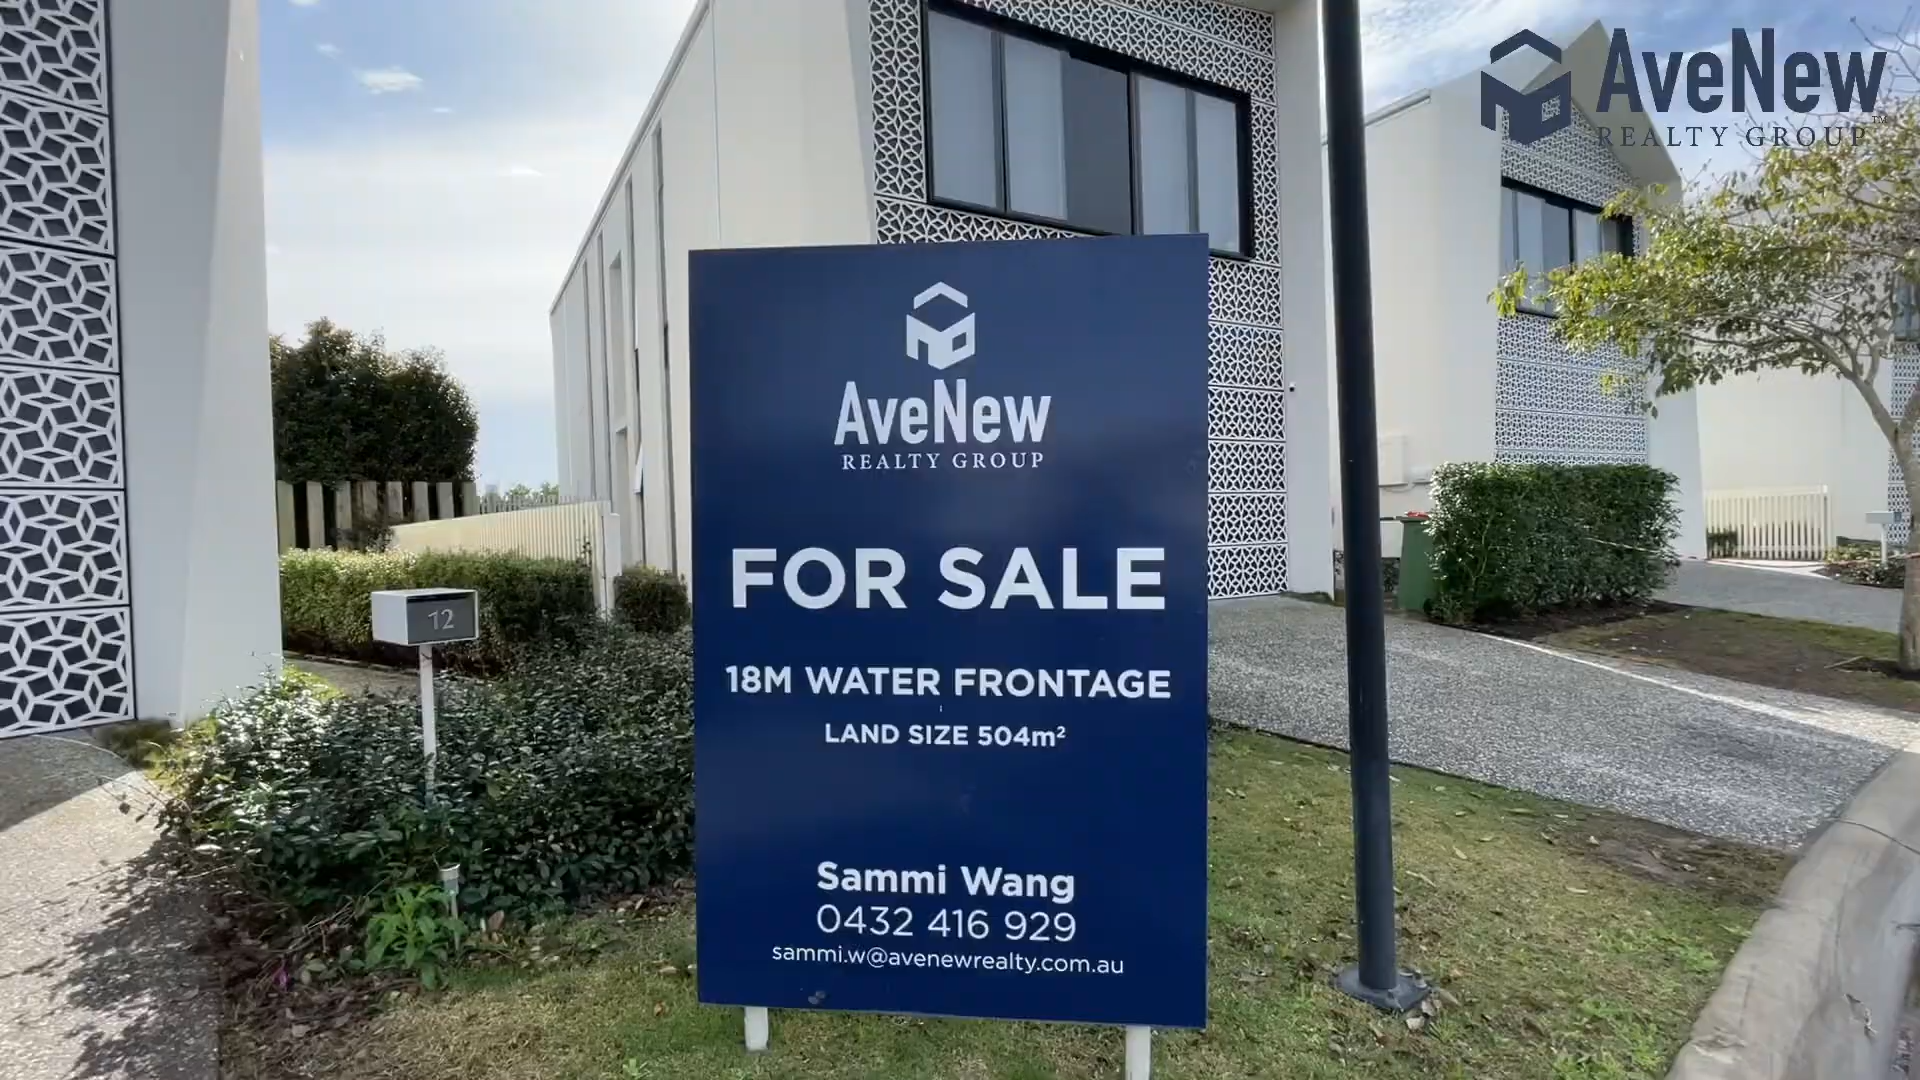 AveNew
REALTY GROUP™
AveNew
REALTY GROUP
FOR SALE
18M WATER FRONTAGE
LAND SIZE 504m²
Sammi Wang
0432 416 929
sammi.w@avenewrealty.com.au
12